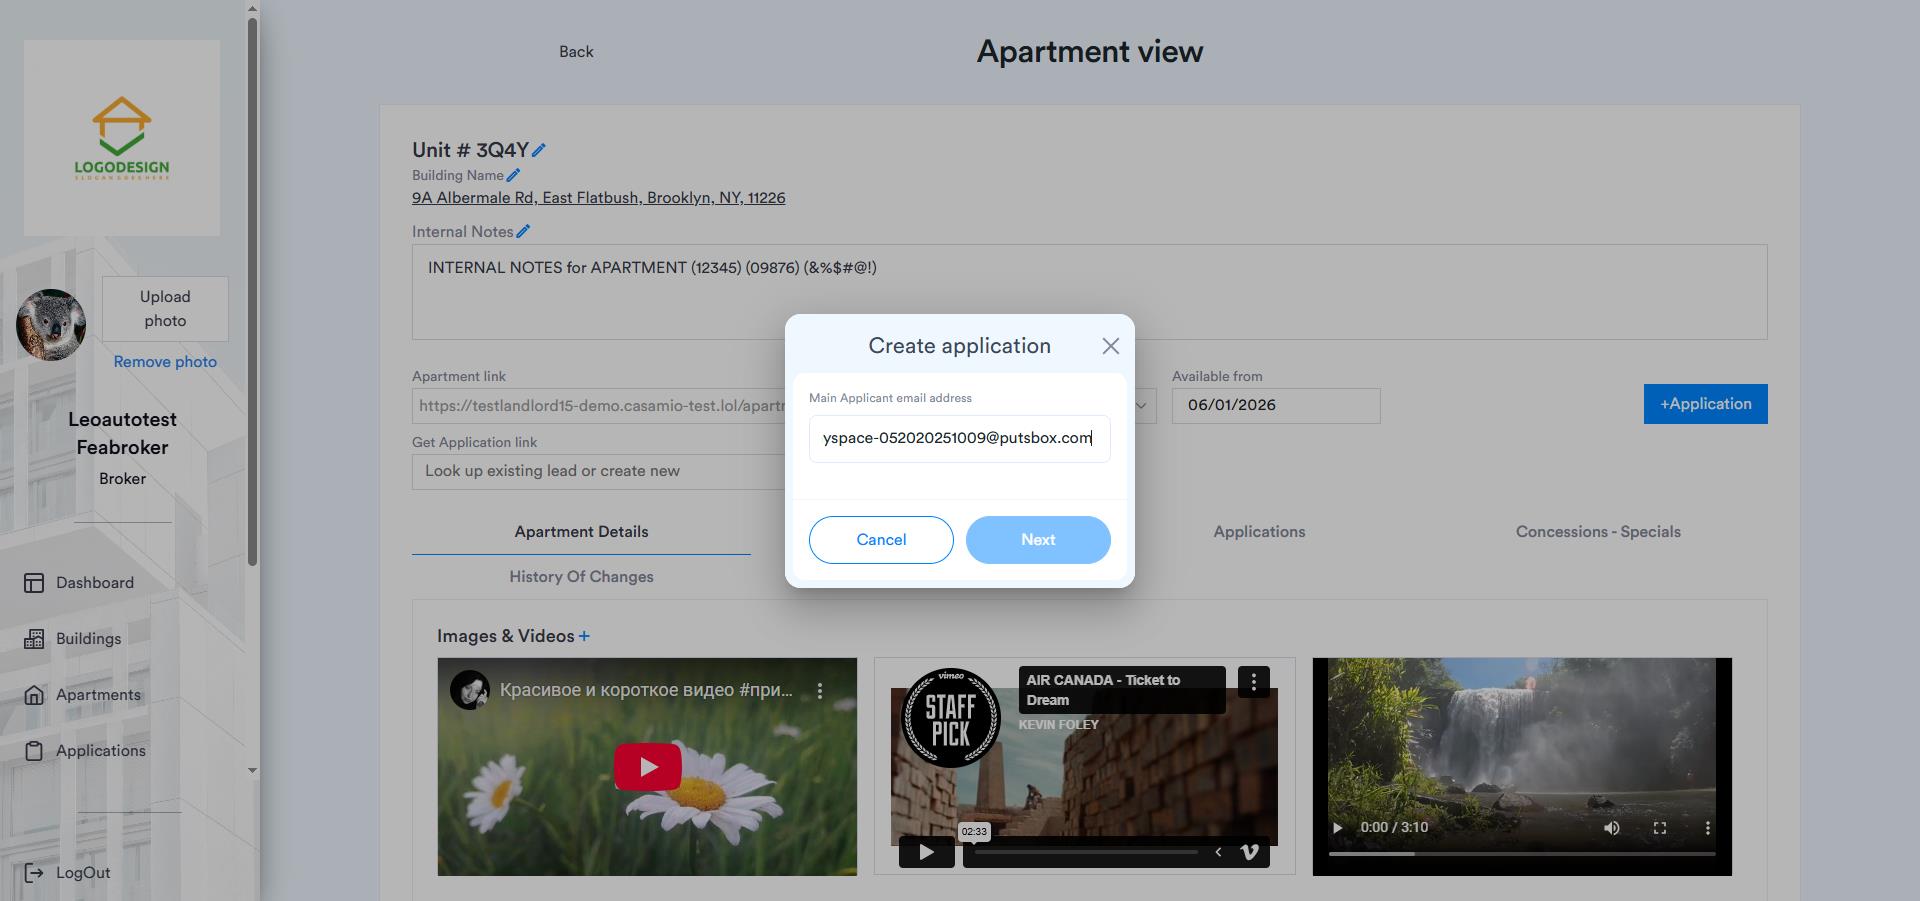 LOGODESIGN
SLOGAN GOES HERE
Upload
photo
Remove photo
Leoautotest
Feabroker
Broker
Dashboard
Buildings
Apartments
Applications
LogOut
Back
Apartment view
Unit # 3Q4Y
Building Name
9A Albermale Rd, East Flatbush, Brooklyn, NY, 11226
Internal Notes
INTERNAL NOTES for APARTMENT (12345) (09876) (&%$#@!)
Apartment link
https://testlandlord15-demo.casamio-test.lol/apartr
Available from
06/01/2026
+Application
Get Application link
Look up existing lead or create new
Create application
Main Applicant email address
yspace-052020251009@putsbox.com
Cancel
Next
Apartment Details
Applications
Concessions - Specials
History Of Changes
Images & Videos +
Красивое и короткое видео #при...
vimeo
STAFF
PICK
AIR CANADA - Ticket to
Dream
KEVIN FOLEY
02:33
0:00 / 3:10